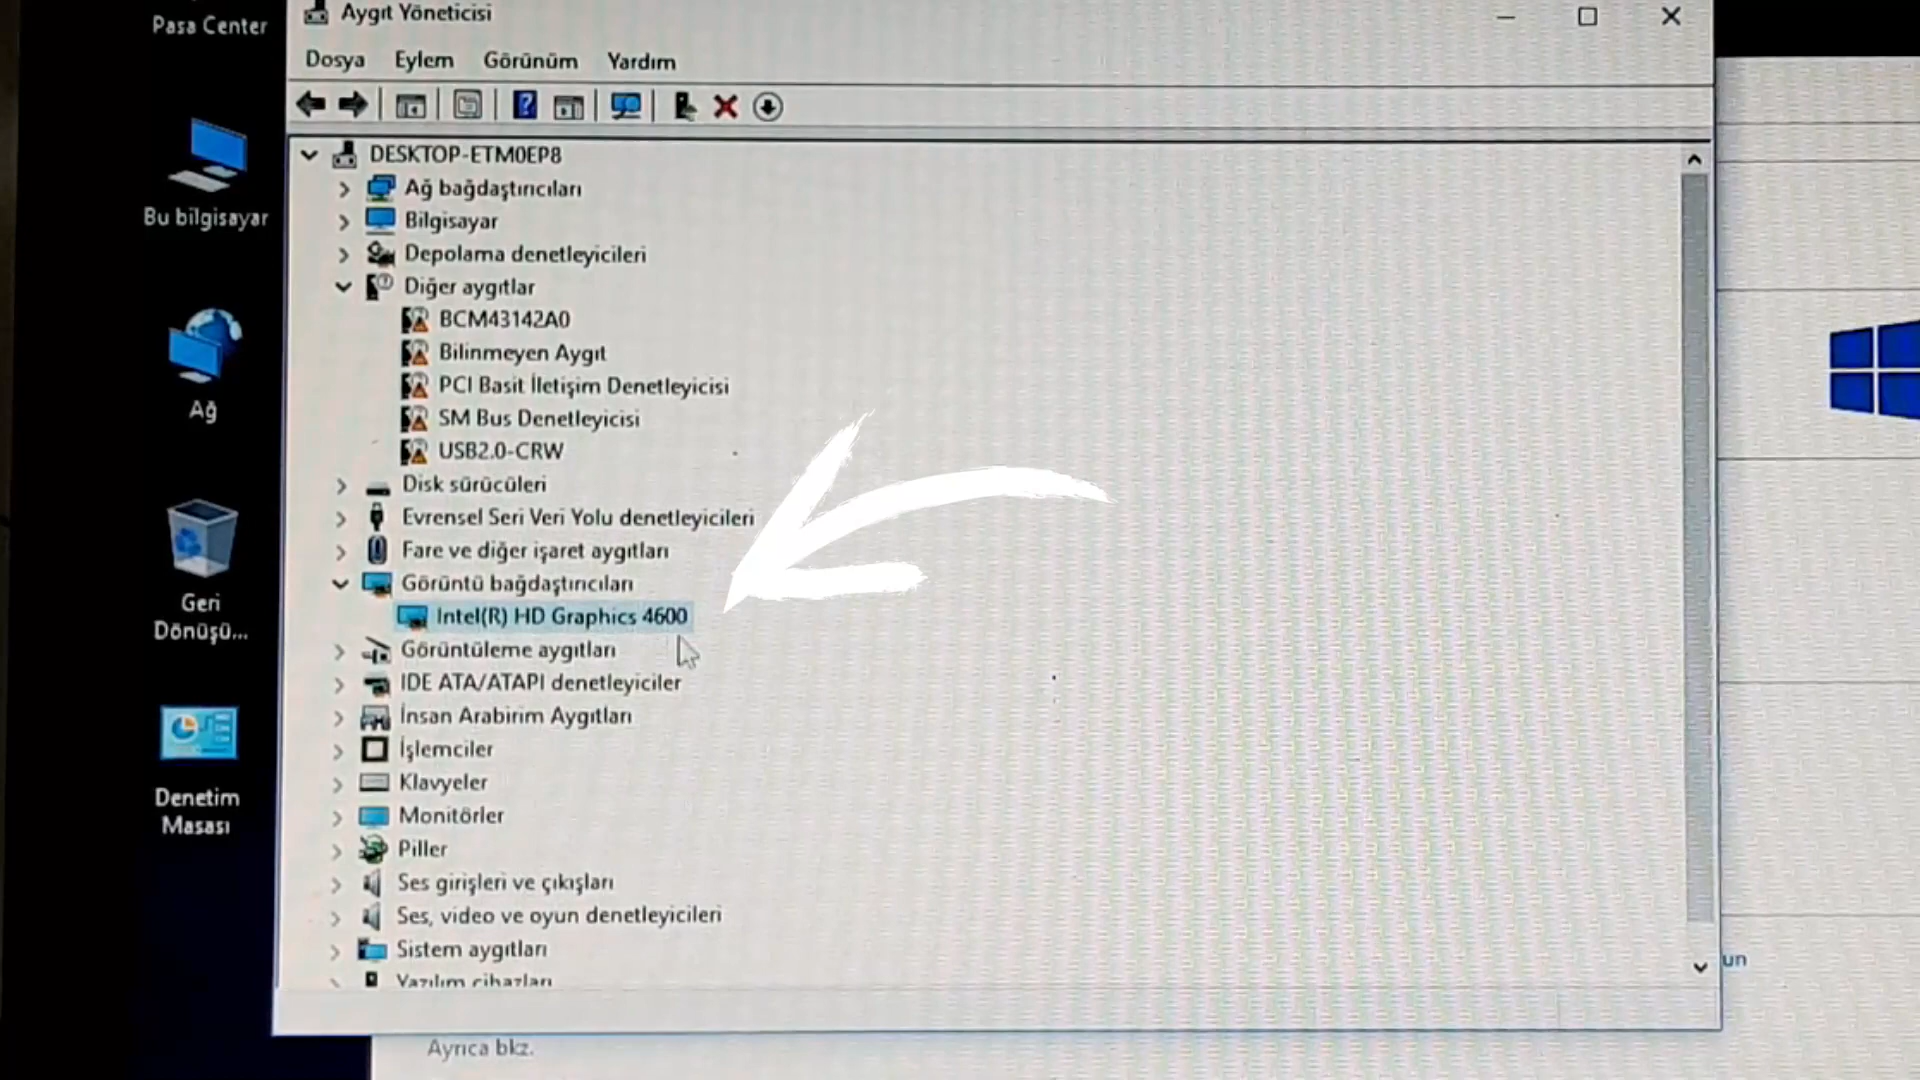 Paşa Center
Aygıt Yöneticisi
Dosya Eylem Görünüm Yardım
DESKTOP-ETM0EP8
Ağ bağdaştırıcıları
Bilgisayar
Depolama denetleyicileri
Diğer aygıtlar
BCM43142A0
Bilinmeyen Aygıt
PCI Basit İletişim Denetleyicisi
SM Bus Denetleyicisi
USB2.0-CRW
Disk sürücüleri
Evrensel Seri Veri Yolu denetleyicileri
Fare ve diğer işaret aygıtları
Görüntü bağdaştırıcıları
Intel(R) HD Graphics 4600
Görüntüleme aygıtları
IDE ATA/ATAPI denetleyiciler
İnsan Arabirim Aygıtları
İşlemciler
Klavyeler
Monitörler
Piller
Ses girişleri ve çıkışları
Ses, video ve oyun denetleyicileri
Sistem aygıtları
Yazılım cihazları
Bu bilgisayar
Ağ
Geri
Dönüşü...
Denetim
Masası
un
Ayrıca bkz.